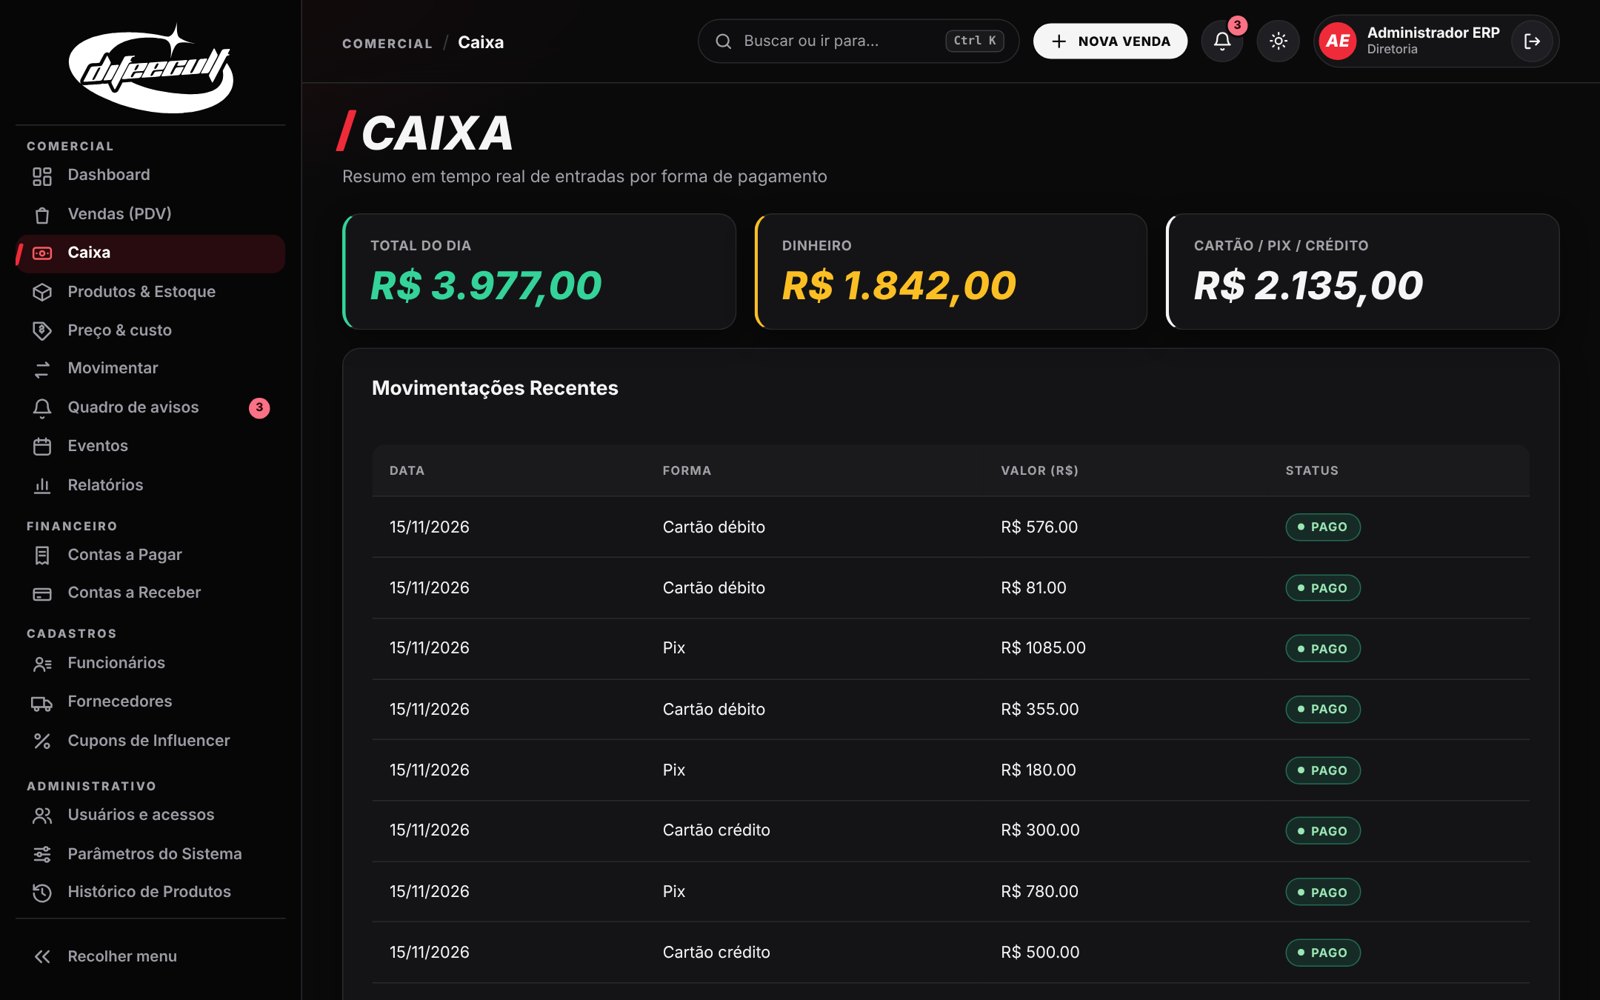 difeecult
COMERCIAL
Dashboard
Vendas (PDV)
Caixa
Produtos & Estoque
Preço & custo
Movimentar
Quadro de avisos 3
Eventos
Relatórios
FINANCEIRO
Contas a Pagar
Contas a Receber
CADASTROS
Funcionários
Fornecedores
Cupons de Influencer
ADMINISTRATIVO
Usuários e acessos
Parâmetros do Sistema
Histórico de Produtos
Recolher menu
COMERCIAL / Caixa
Buscar ou ir para... Ctrl K
NOVA VENDA
3
AE
Administrador ERP
Diretoria
/CAIXA
Resumo em tempo real de entradas por forma de pagamento
TOTAL DO DIA
R$ 3.977,00
DINHEIRO
R$ 1.842,00
CARTÃO / PIX / CRÉDITO
R$ 2.135,00
Movimentações Recentes
DATA FORMA VALOR (R$) STATUS
15/11/2026 Cartão débito R$ 576.00 PAGO
15/11/2026 Cartão débito R$ 81.00 PAGO
15/11/2026 Pix R$ 1085.00 PAGO
15/11/2026 Cartão débito R$ 355.00 PAGO
15/11/2026 Pix R$ 180.00 PAGO
15/11/2026 Cartão crédito R$ 300.00 PAGO
15/11/2026 Pix R$ 780.00 PAGO
15/11/2026 Cartão crédito R$ 500.00 PAGO